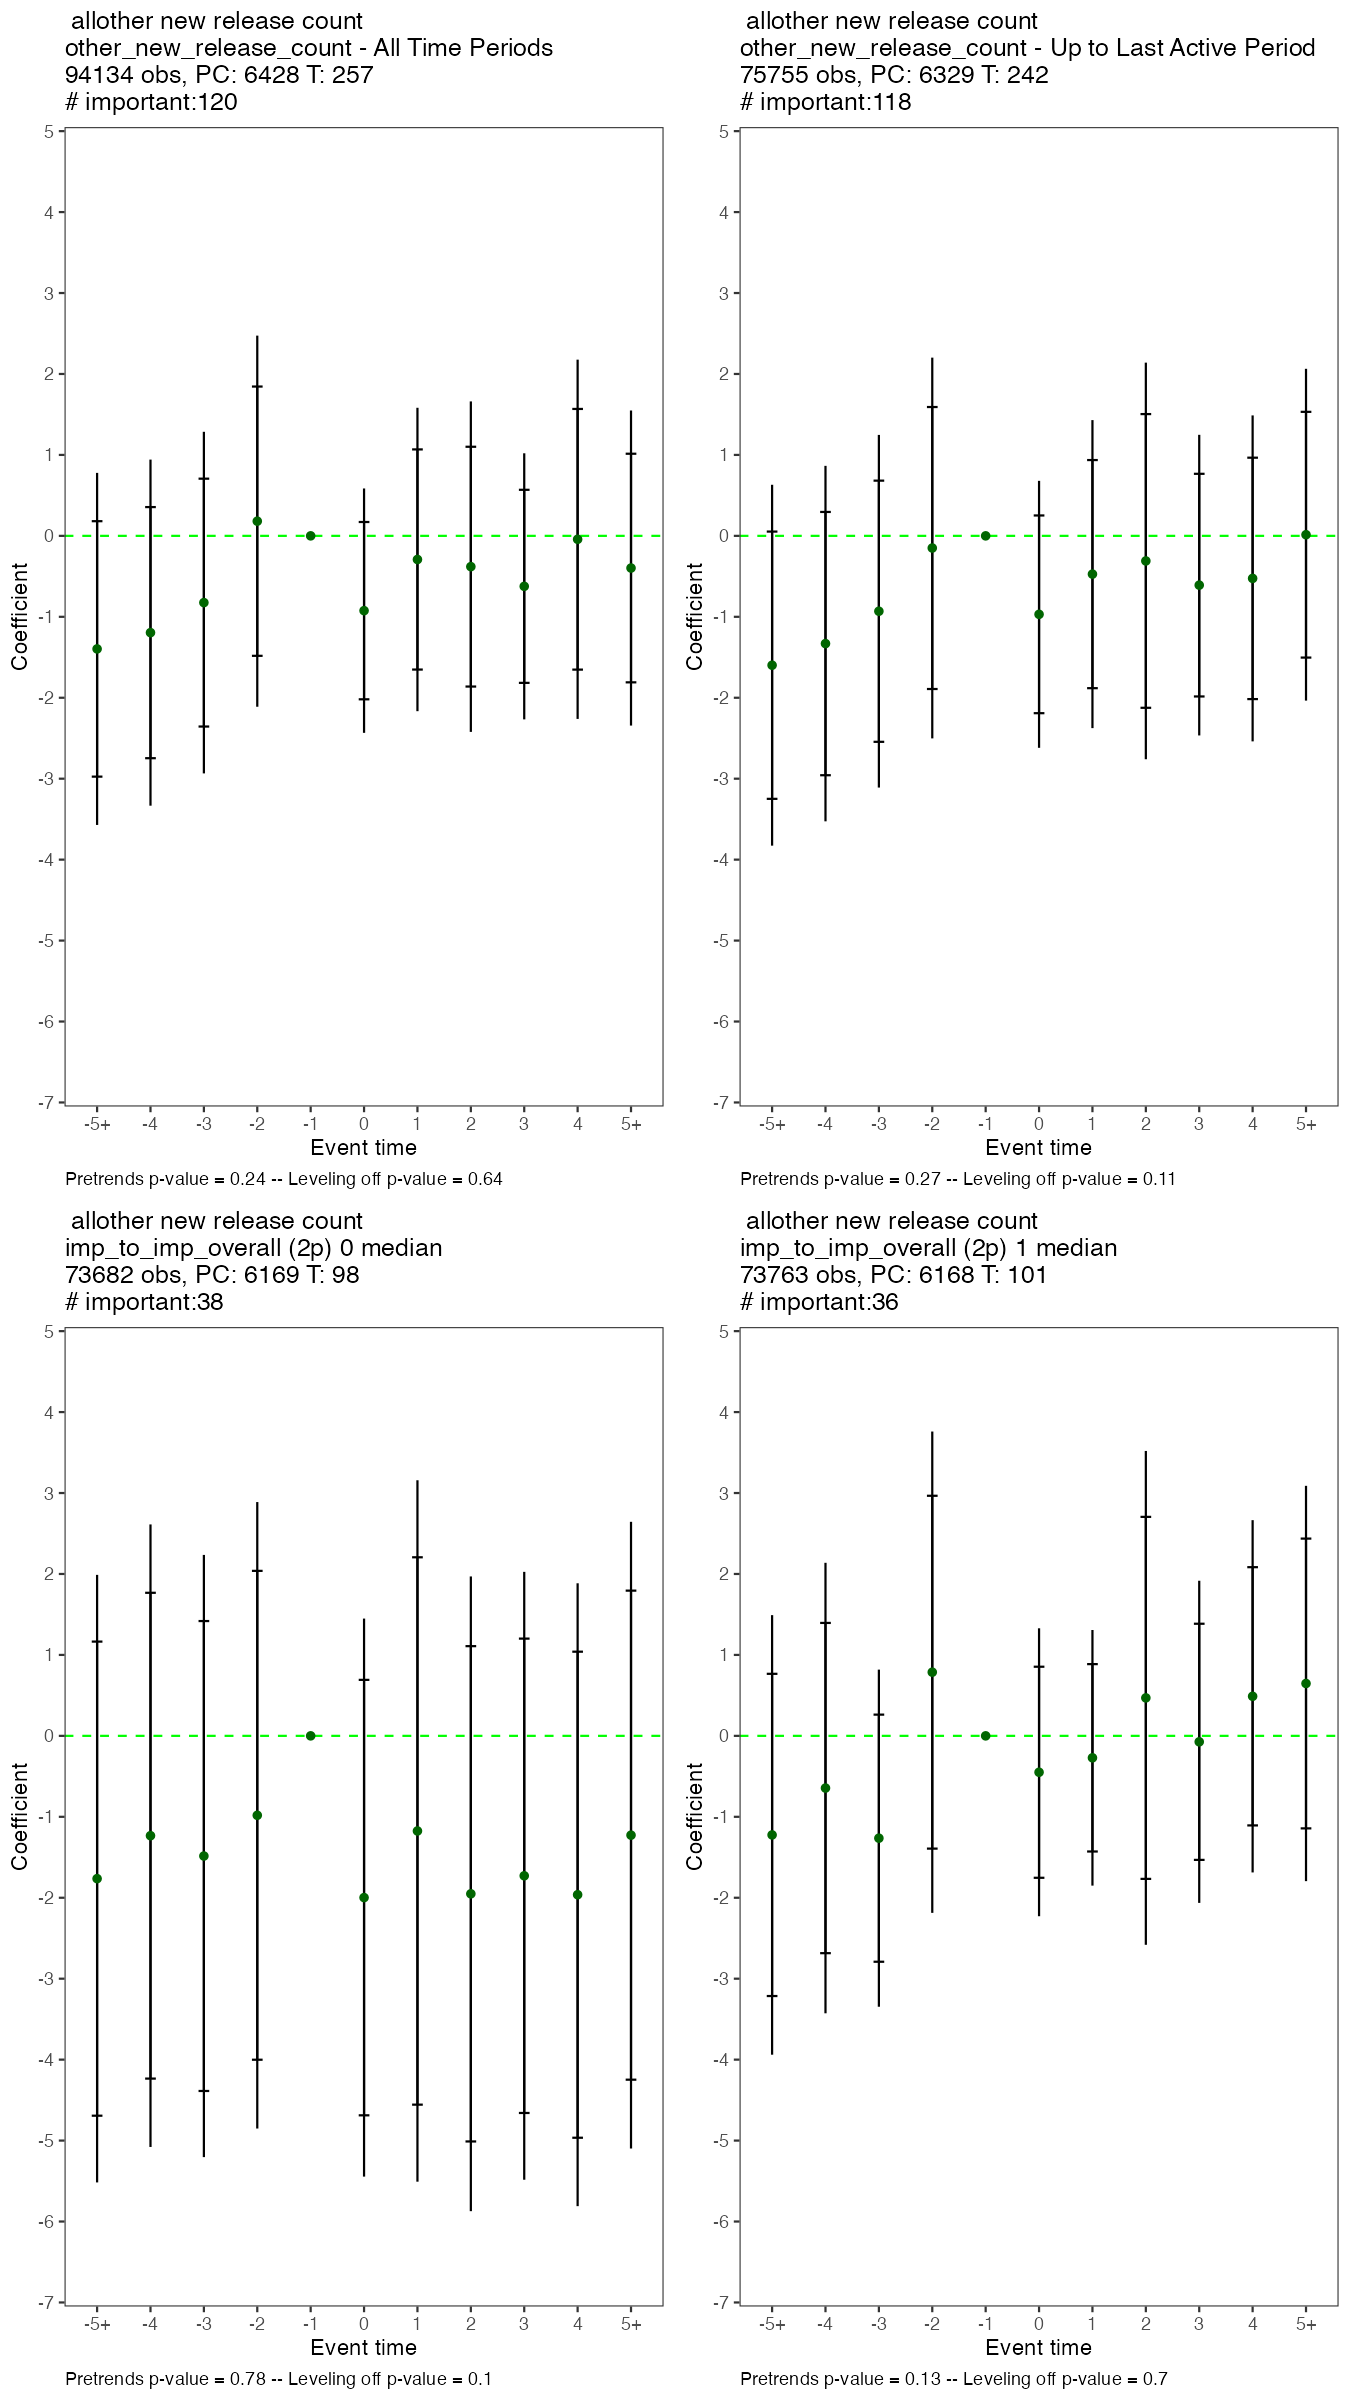 allother new release count
other_new_release_count - All Time Periods
94134 obs, PC: 6428 T: 257
# important:120
5
4
3
2
1
0
-1
-2
-3
-4
-5
-6
-7
Coefficient
-5+ -4 -3 -2 -1 0 1 2 3 4 5+
Event time
Pretrends p-value = 0.24 -- Leveling off p-value = 0.64
allother new release count
other_new_release_count - Up to Last Active Period
75755 obs, PC: 6329 T: 242
# important:118
5
4
3
2
1
0
-1
-2
-3
-4
-5
-6
-7
Coefficient
-5+ -4 -3 -2 -1 0 1 2 3 4 5+
Event time
Pretrends p-value = 0.27 -- Leveling off p-value = 0.11
allother new release count
imp_to_imp_overall (2p) 0 median
73682 obs, PC: 6169 T: 98
# important:38
5
4
3
2
1
0
-1
-2
-3
-4
-5
-6
-7
Coefficient
-5+ -4 -3 -2 -1 0 1 2 3 4 5+
Event time
Pretrends p-value = 0.78 -- Leveling off p-value = 0.1
allother new release count
imp_to_imp_overall (2p) 1 median
73763 obs, PC: 6168 T: 101
# important:36
5
4
3
2
1
0
-1
-2
-3
-4
-5
-6
-7
Coefficient
-5+ -4 -3 -2 -1 0 1 2 3 4 5+
Event time
Pretrends p-value = 0.13 -- Leveling off p-value = 0.7